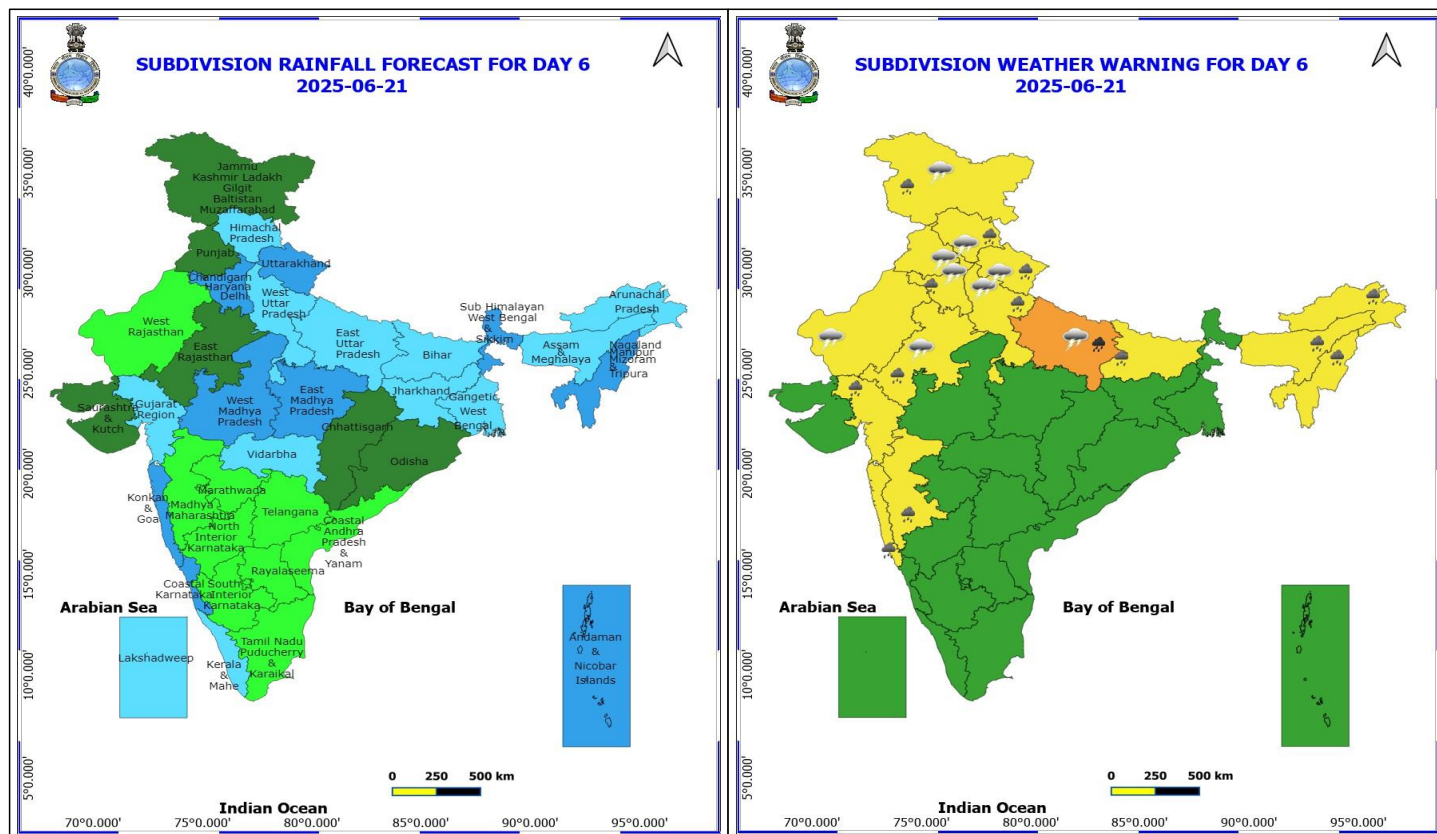 SUBDIVISION RAINFALL FORECAST FOR DAY 6
2025-06-21
40°0.000'
35°0.000'
30°0.000'
25°0.000'
20°0.000'
15°0.000'
10°0.000'
5°0.000'
Jammu
Kashmir Ladakh
Gilgit
Baltistan
Muzaffarabad
Himachal
Pradesh
Punjab
Uttarakhand
Chandigarh
Haryana
Delhi
West
Uttar
Pradesh
West
Rajasthan
East
Rajasthan
East
Uttar
Pradesh
Bihar
Sub Himalayan
West Bengal
&
Sikkim
Arunachal
Pradesh
Assam
&
Meghalaya
Nagaland
Manipur
Mizoram
&
Tripura
Jharkhand
Gangetic
West
Bengal
Saurashtra
&
Kutch
Gujarat
Region
West
Madhya
Pradesh
East
Madhya
Pradesh
Chhattisgarh
Odisha
Vidarbha
Konkan
&
Goa
Marathwada
Madhya
Maharashtra
North
Interior
Karnataka
Telangana
Coastal
Andhra
Pradesh
&
Yanam
Rayalaseema
Coastal
Karnataka
South
Interior
Karnataka
Arabian Sea
Bay of Bengal
Lakshadweep
Kerala
&
Mahe
Tamil Nadu
Puducherry
&
Karaikal
Andaman
&
Nicobar
Islands
0 250 500 km
Indian Ocean
70°0.000' 75°0.000' 80°0.000' 85°0.000' 90°0.000' 95°0.000'
SUBDIVISION WEATHER WARNING FOR DAY 6
2025-06-21
40°0.000'
35°0.000'
30°0.000'
25°0.000'
20°0.000'
15°0.000'
10°0.000'
5°0.000'
Arabian Sea
Bay of Bengal
0 250 500 km
Indian Ocean
70°0.000' 75°0.000' 80°0.000' 85°0.000' 90°0.000' 95°0.000'